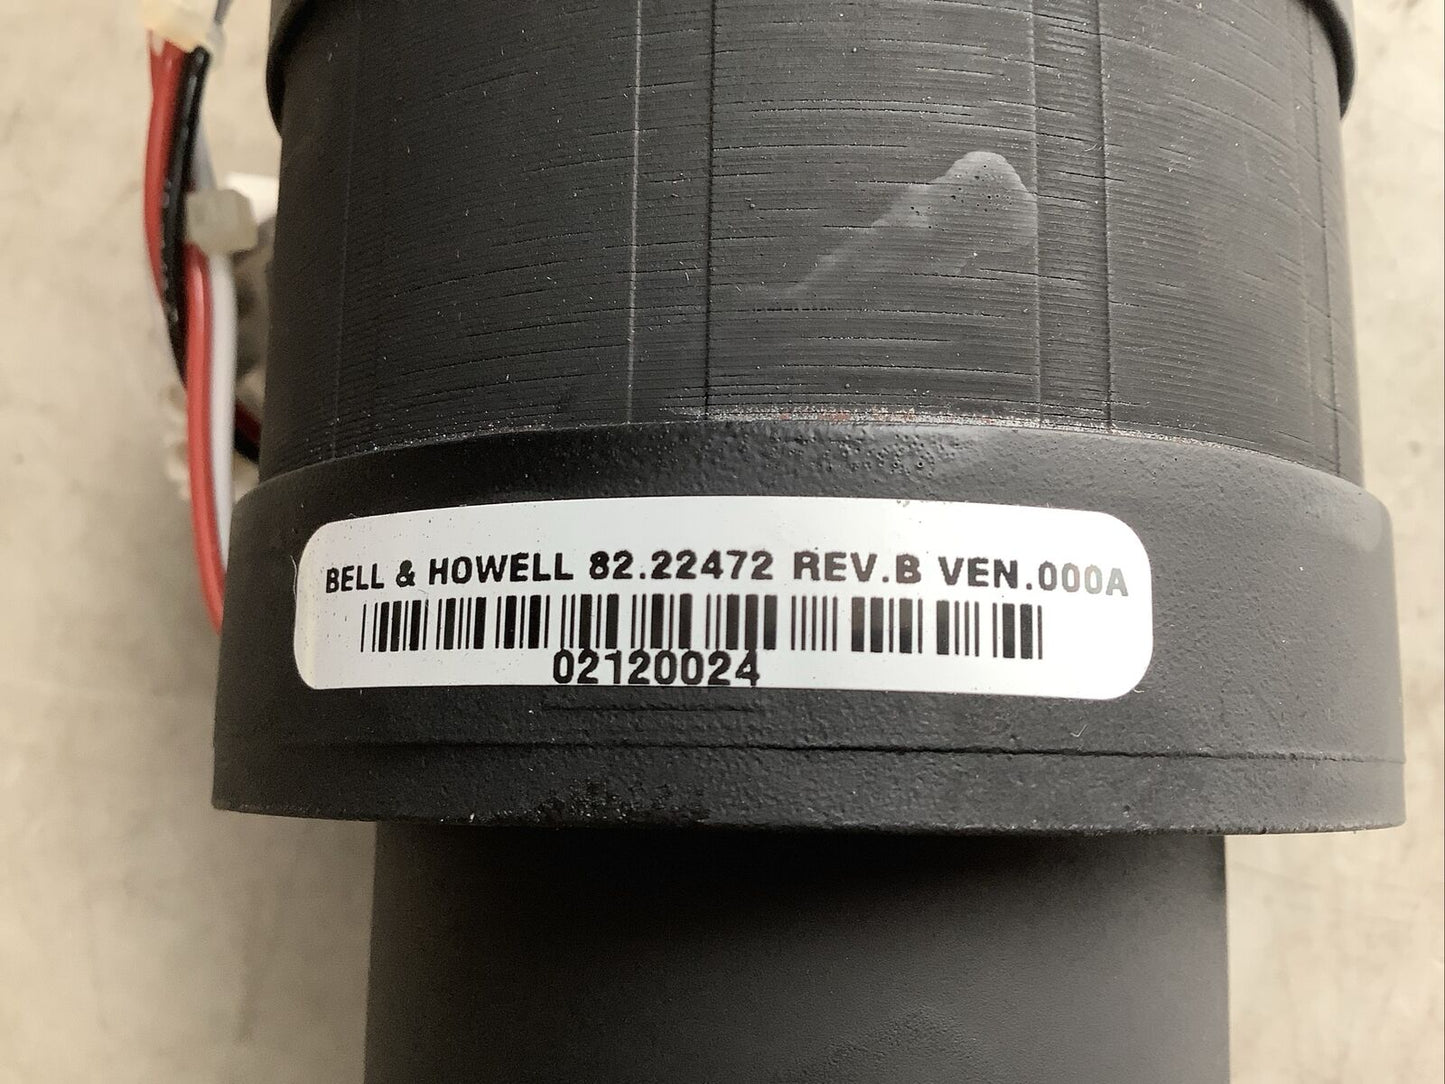 BELL & HOWELL 82.22472 REV.B VEN.000A
02120024